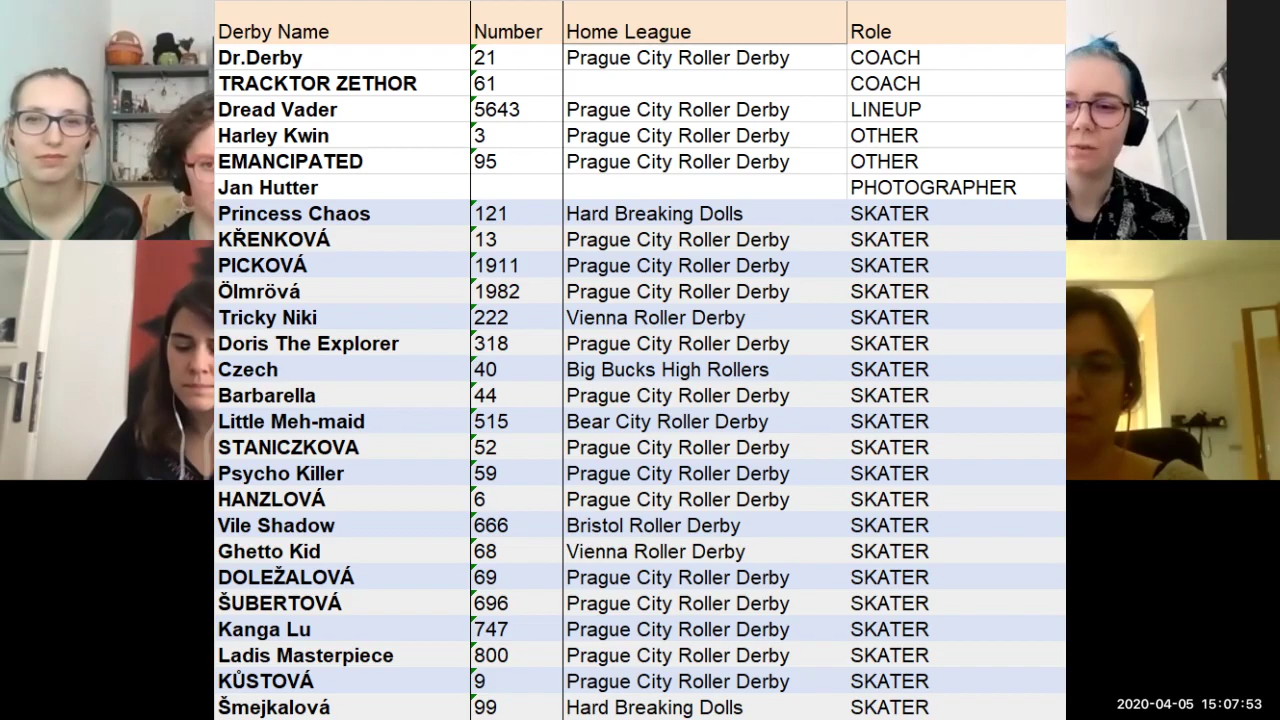 Derby Name Number Home League Role
Dr.Derby 21 Prague City Roller Derby COACH
TRACKTOR ZETHOR 61 COACH
Dread Vader 5643 Prague City Roller Derby LINEUP
Harley Kwin 3 Prague City Roller Derby OTHER
EMANCIPATED 95 Prague City Roller Derby OTHER
Jan Hutter PHOTOGRAPHER
Princess Chaos 121 Hard Breaking Dolls SKATER
KŘENKOVÁ 13 Prague City Roller Derby SKATER
PICKOVÁ 1911 Prague City Roller Derby SKATER
Ölmrövá 1982 Prague City Roller Derby SKATER
Tricky Niki 222 Vienna Roller Derby SKATER
Doris The Explorer 318 Prague City Roller Derby SKATER
Czech 40 Big Bucks High Rollers SKATER
Barbarella 44 Prague City Roller Derby SKATER
Little Meh-maid 515 Bear City Roller Derby SKATER
STANICZKOVA 52 Prague City Roller Derby SKATER
Psycho Killer 59 Prague City Roller Derby SKATER
HANZLOVÁ 6 Prague City Roller Derby SKATER
Vile Shadow 666 Bristol Roller Derby SKATER
Ghetto Kid 68 Vienna Roller Derby SKATER
DOLEŽALOVÁ 69 Prague City Roller Derby SKATER
ŠUBERTOVÁ 696 Prague City Roller Derby SKATER
Kanga Lu 747 Prague City Roller Derby SKATER
Ladis Masterpiece 800 Prague City Roller Derby SKATER
KŮSTOVÁ 9 Prague City Roller Derby SKATER
Šmejkalová 99 Hard Breaking Dolls SKATER
2020-04-05 15:07:53